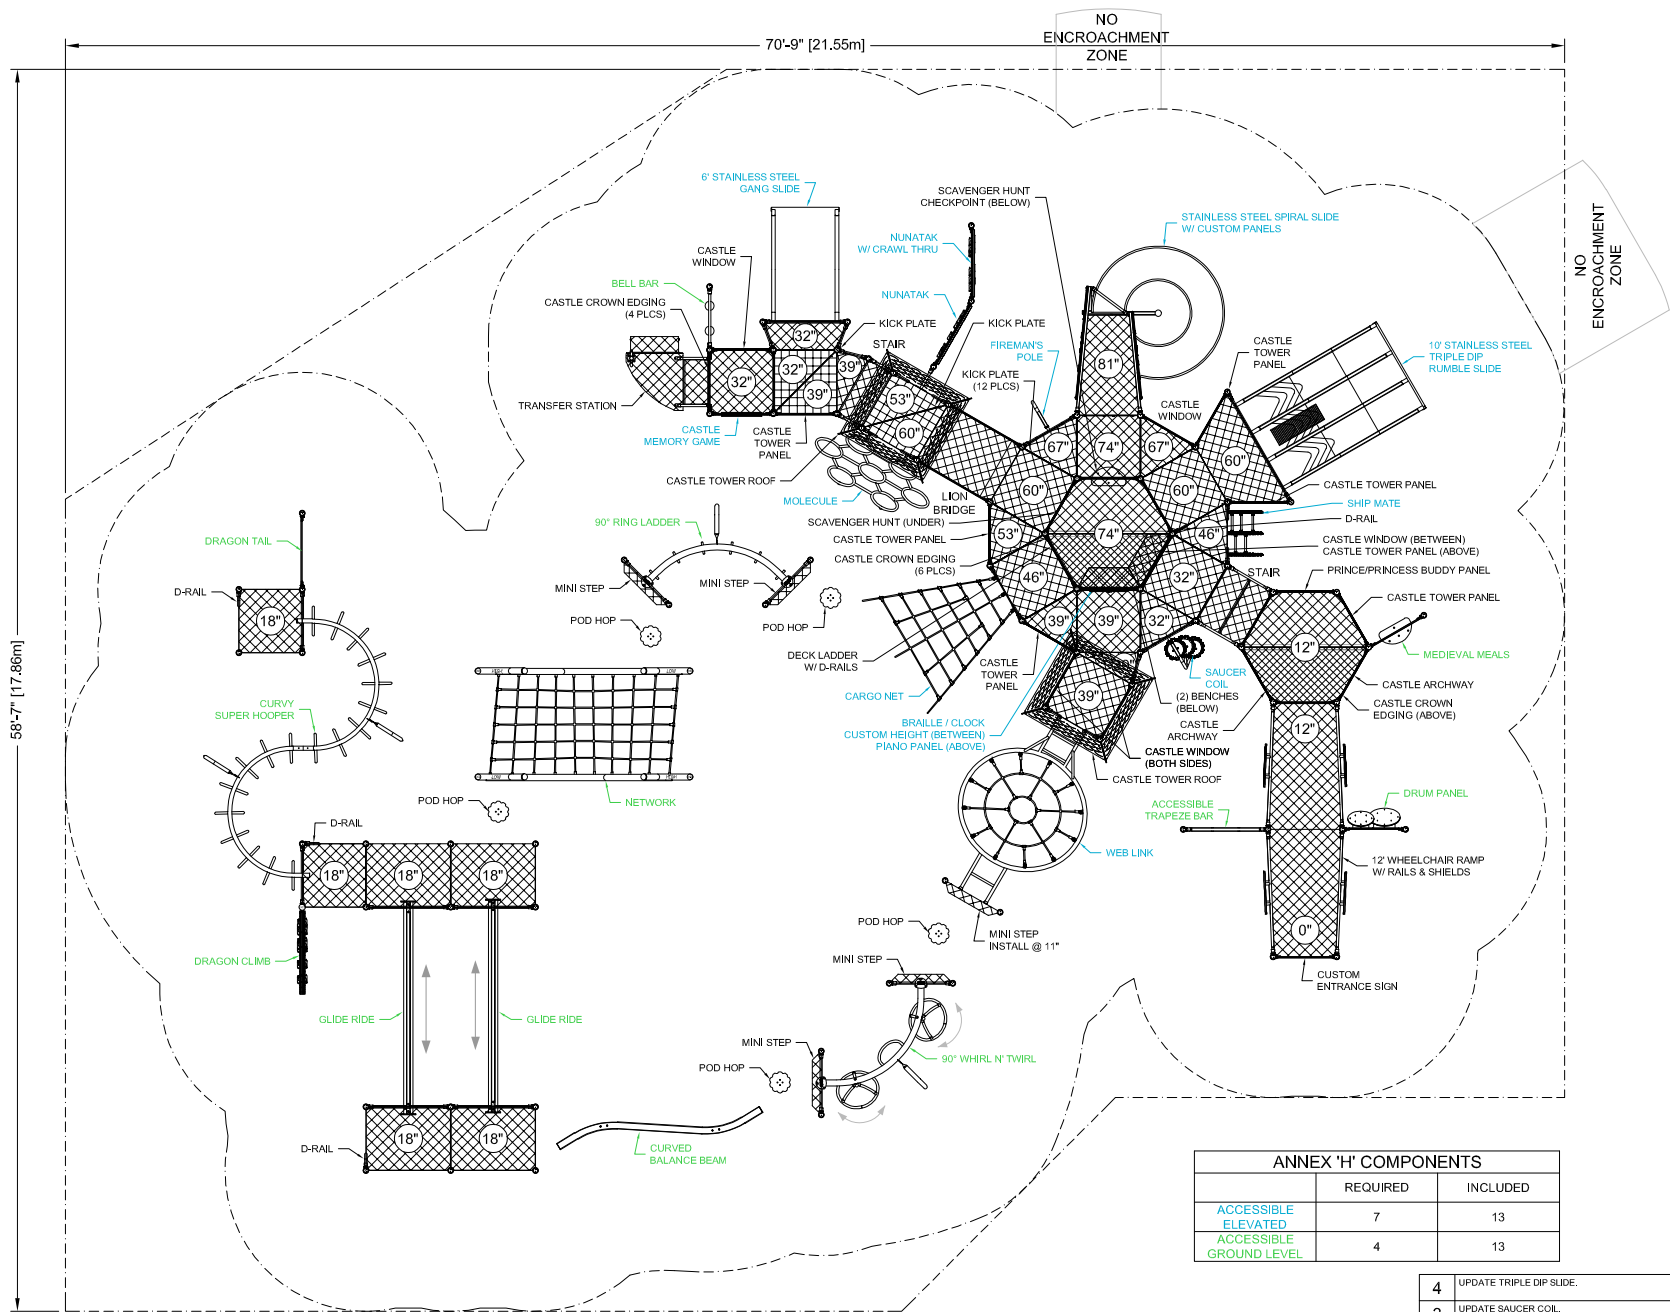 NO
ENCROACHMENT
ZONE
70'-9" [21.55m]
58'-7" [17.86m]
NO
ENCROACHMENT
ZONE
6' STAINLESS STEEL
GANG SLIDE
SCAVENGER HUNT
CHECKPOINT (BELOW)
STAINLESS STEEL SPIRAL SLIDE
W/ CUSTOM PANELS
NUNATAK
W/ CRAWL THRU
CASTLE
WINDOW
BELL BAR
CASTLE CROWN EDGING
(4 PLCS)
NUNATAK
KICK PLATE
KICK PLATE
STAIR
FIREMAN'S
POLE
KICK PLATE
(12 PLCS)
CASTLE
TOWER
PANEL
10' STAINLESS STEEL
TRIPLE DIP
RUMBLE SLIDE
TRANSFER STATION
CASTLE
MEMORY GAME
CASTLE
TOWER
PANEL
CASTLE
WINDOW
CASTLE TOWER ROOF
MOLECULE
LION
BRIDGE
CASTLE TOWER PANEL
SHIP MATE
D-RAIL
SCAVENGER HUNT (UNDER)
CASTLE TOWER PANEL
CASTLE CROWN EDGING
(6 PLCS)
CASTLE WINDOW (BETWEEN)
CASTLE TOWER PANEL (ABOVE)
STAIR
PRINCE/PRINCESS BUDDY PANEL
CASTLE TOWER PANEL
MEDIEVAL MEALS
CASTLE ARCHWAY
CASTLE CROWN
EDGING (ABOVE)
32"
32"
32"
39"
39"
53"
60"
81"
67"
74"
67"
60"
60"
60"
53"
74"
46"
46"
32"
39"
39"
32"
39"
12"
12"
0"
DRAGON TAIL
D-RAIL
18"
90° RING LADDER
MINI STEP
MINI STEP
POD HOP
POD HOP
DECK LADDER
W/ D-RAILS
CARGO NET
CASTLE
TOWER
PANEL
SAUCER
COIL
(2) BENCHES
(BELOW)
CASTLE
ARCHWAY
BRAILLE / CLOCK
CUSTOM HEIGHT (BETWEEN)
PIANO PANEL (ABOVE)
CASTLE WINDOW
(BOTH SIDES)
CASTLE TOWER ROOF
CURVY
SUPER HOOPER
HIGH
LOW
LOW
HIGH
NETWORK
POD HOP
D-RAIL
18"
18"
18"
ACCESSIBLE
TRAPEZE BAR
DRUM PANEL
WEB LINK
12' WHEELCHAIR RAMP
W/ RAILS & SHIELDS
POD HOP
MINI STEP
INSTALL @ 11"
CUSTOM
ENTRANCE SIGN
DRAGON CLIMB
GLIDE RIDE
GLIDE RIDE
MINI STEP
MINI STEP
90° WHIRL N' TWIRL
POD HOP
18"
18"
D-RAIL
CURVED
BALANCE BEAM
ANNEX 'H' COMPONENTS
REQUIRED INCLUDED
ACCESSIBLE
ELEVATED 7 13
ACCESSIBLE
GROUND LEVEL 4 13
4 UPDATE TRIPLE DIP SLIDE.
UPDATE SAUCER COIL.